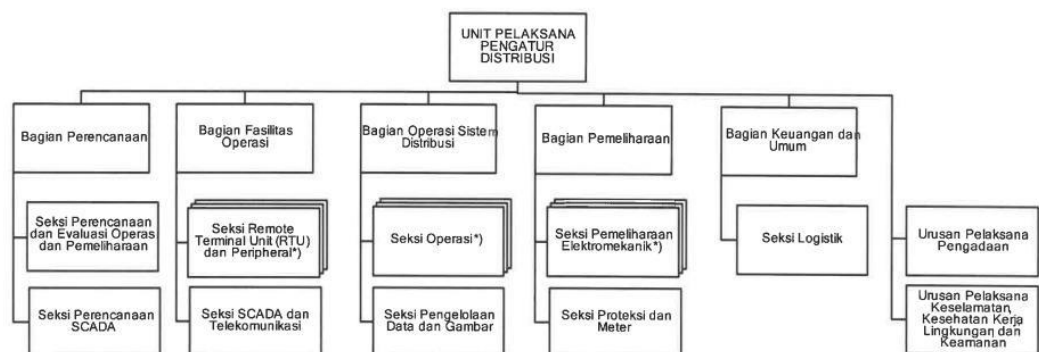 UNIT PELAKSANA
PENGATUR
DISTRIBUSI
Bagian Perencanaan
Bagian Fasilitas
Operasi
Bagian Operasi Sistem
Distribusi
Bagian Pemeliharaan
Bagian Keuangan dan
Umum
Seksi Perencanaan
dan Evaluasi Operas
dan Pemeliharaan
Seksi Remote
Terminal Unit (RTU)
dan Peripheral*)
Seksi Operasi*)
Seksi Pemeliharaan
Elektromekanik*)
Seksi Logistik
Urusan Pelaksana
Pengadaan
Seksi Perencanaan
SCADA
Seksi SCADA dan
Telekomunikasi
Seksi Pengelolaan
Data dan Gambar
Seksi Proteksi dan
Meter
Urusan Pelaksana
Keselamatan,
Kesehatan Kerja
Lingkungan dan
Keamanan